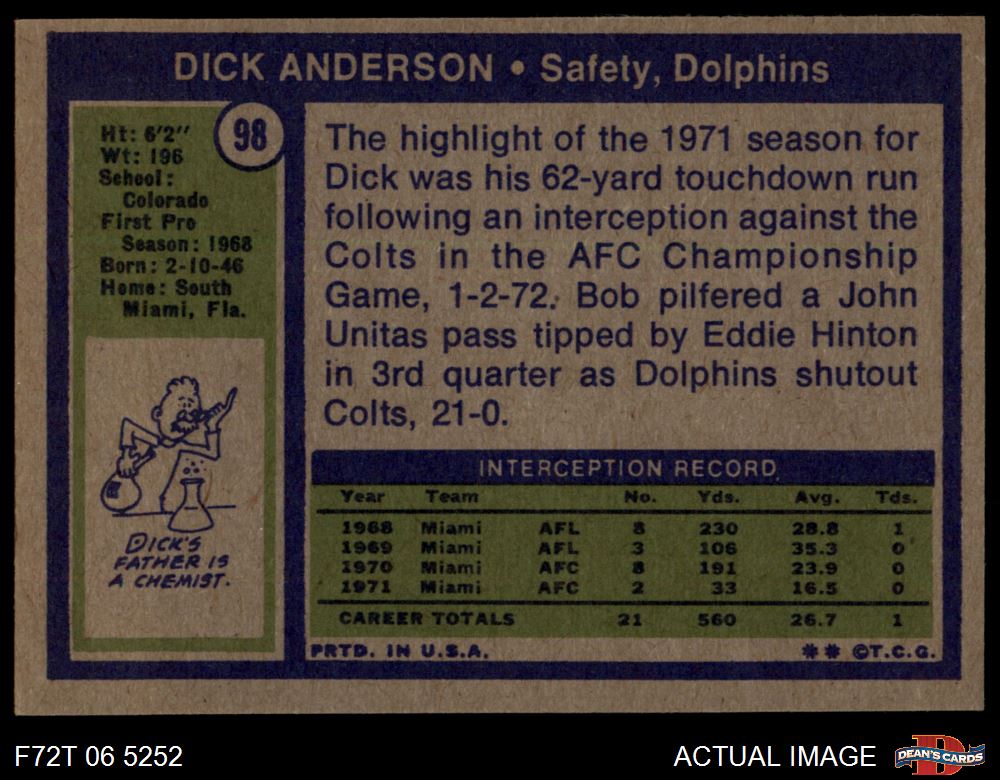 DICK ANDERSON • Safety, Dolphins
98
Ht: 6'2"
Wt: 196
School:
Colorado
First Pro
Season: 1968
Born: 2-10-46
Home: South
Miami, Fla.
DICK'S
FATHER IS
A CHEMIST.
The highlight of the 1971 season for
Dick was his 62-yard touchdown run
following an interception against the
Colts in the AFC Championship
Game, 1-2-72. Bob pilfered a John
Unitas pass tipped by Eddie Hinton
in 3rd quarter as Dolphins shutout
Colts, 21-0.
INTERCEPTION RECORD
Year Team No. Yds. Avg. Tds.
1968 Miami AFL 8 230 28.8 1
1969 Miami AFL 3 106 35.3 0
1970 Miami AFC 8 191 23.9 0
1971 Miami AFC 2 33 16.5 0
CAREER TOTALS 21 560 26.7 1
PRTD. IN U.S.A. ** ©T.C.G.
F72T 06 5252
ACTUAL IMAGE
D
DEAN'S CARDS